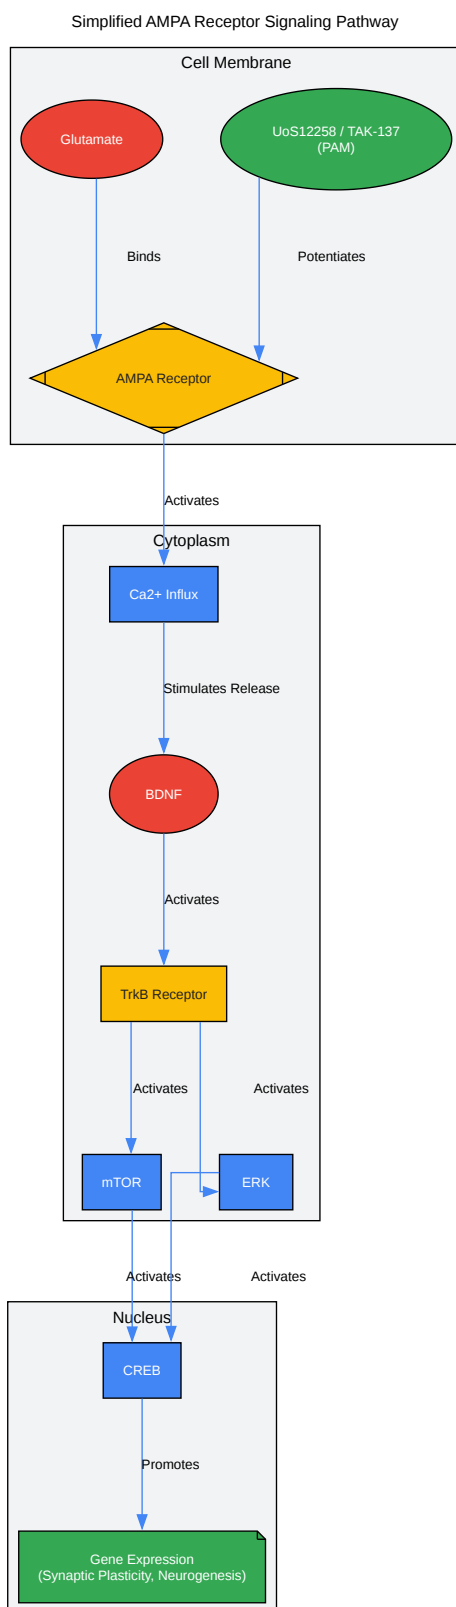 Simplified AMPA Receptor Signaling Pathway
Cell Membrane
Glutamate
UoS12258 / TAK-137
(PAM)
Binds
Potentiates
AMPA Receptor
Activates
Cytoplasm
Ca2+ Influx
Stimulates Release
BDNF
Activates
TrkB Receptor
Activates
Activates
mTOR
ERK
Activates
Activates
Nucleus
CREB
Promotes
Gene Expression
(Synaptic Plasticity, Neurogenesis)